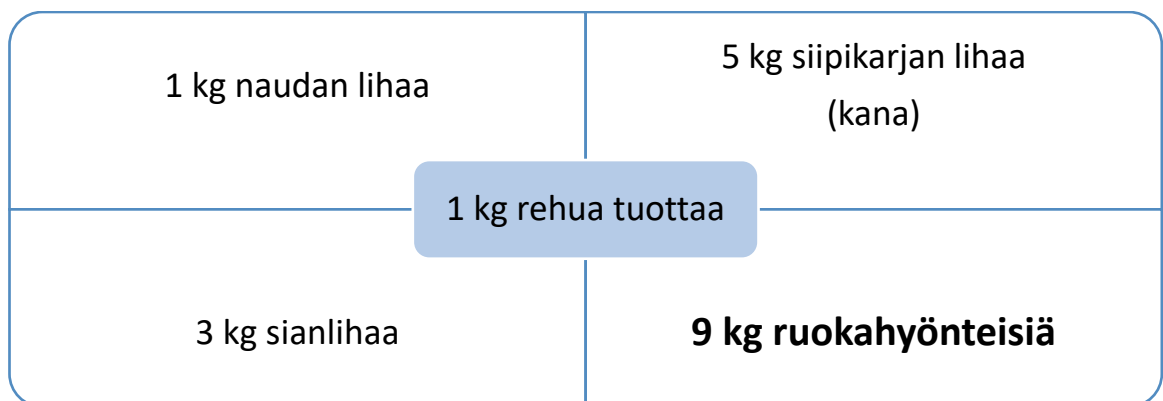 1 kg naudan lihaa
5 kg siipikarjan lihaa
(kana)
1 kg rehua tuottaa
3 kg sianlihaa
9 kg ruokahyönteisiä